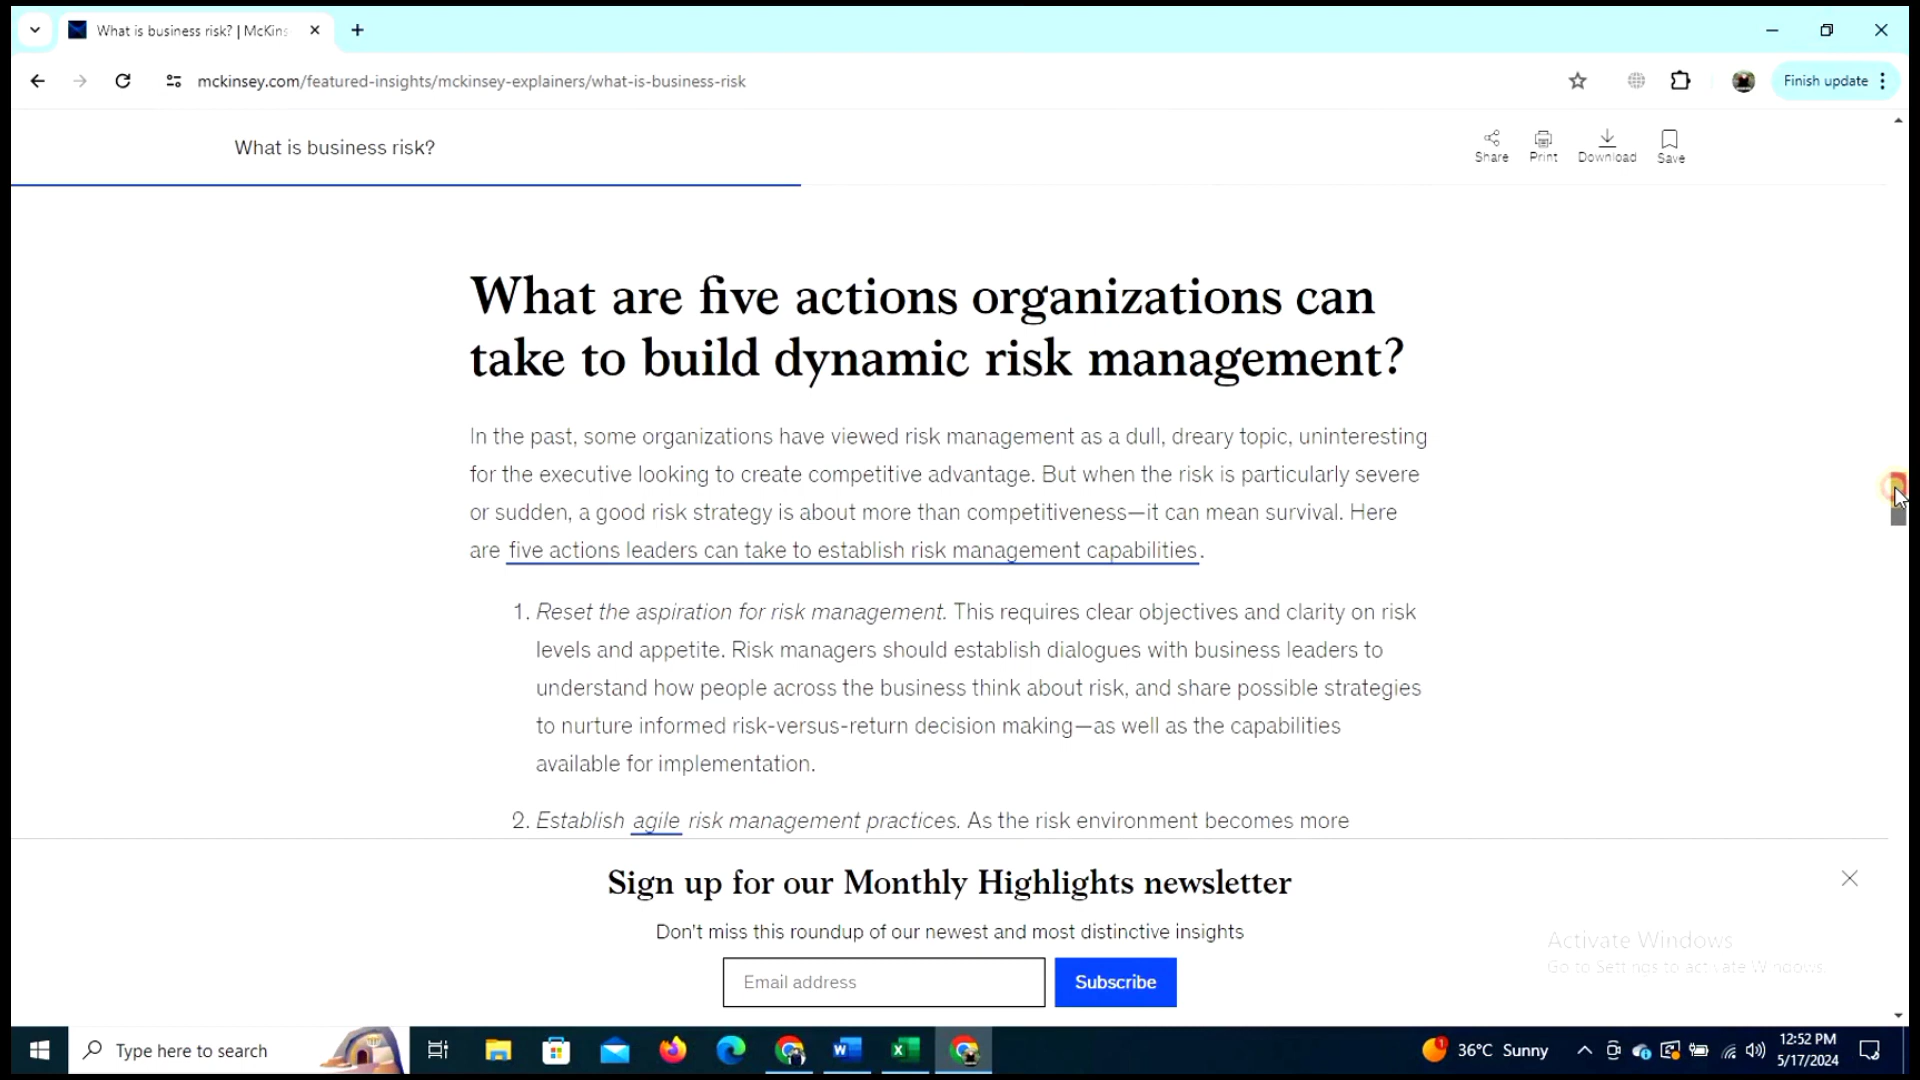 What is business risk? | McKins
mckinsey.com/featured-insights/mckinsey-explainers/what-is-business-risk
Finish update
What is business risk?
Share
Print
Download
Save
What are five actions organizations can
take to build dynamic risk management?
In the past, some organizations have viewed risk management as a dull, dreary topic, uninteresting
for the executive looking to create competitive advantage. But when the risk is particularly severe
or sudden, a good risk strategy is about more than competitiveness—it can mean survival. Here
are five actions leaders can take to establish risk management capabilities.
1. Reset the aspiration for risk management. This requires clear objectives and clarity on risk
levels and appetite. Risk managers should establish dialogues with business leaders to
understand how people across the business think about risk, and share possible strategies
to nurture informed risk-versus-return decision making—as well as the capabilities
available for implementation.
2. Establish agile risk management practices. As the risk environment becomes more
Sign up for our Monthly Highlights newsletter
Don't miss this roundup of our newest and most distinctive insights
Email address
Subscribe
Activate Windows
Go to Settings to activate Windows.
Type here to search
36°C Sunny
12:52 PM
5/17/2024